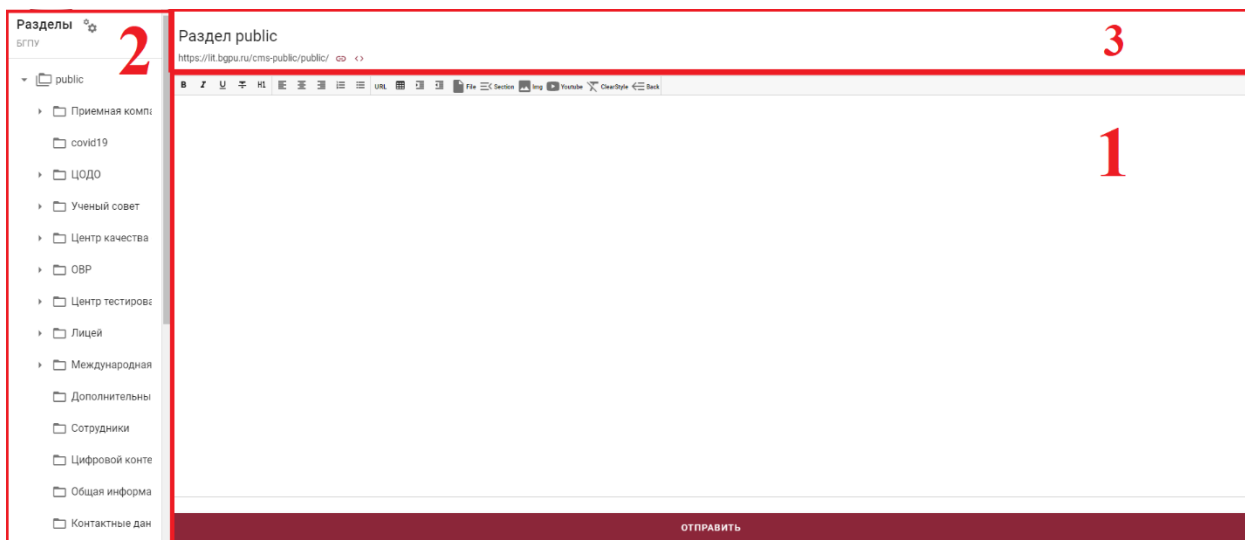 Разделы
БГПУ
2
public
Приемная компа
covid19
ЦОДО
Ученый совет
Центр качества
ОВР
Центр тестирова
Лицей
Международная
Дополнительны
Сотрудники
Цифровой конте
Общая информа
Контактные дан
Раздел public
https://lit.bgpu.ru/cms-public/public/
3
B I U T H1 URL File Section Img Youtube ClearStyle Back
1
ОТПРАВИТЬ